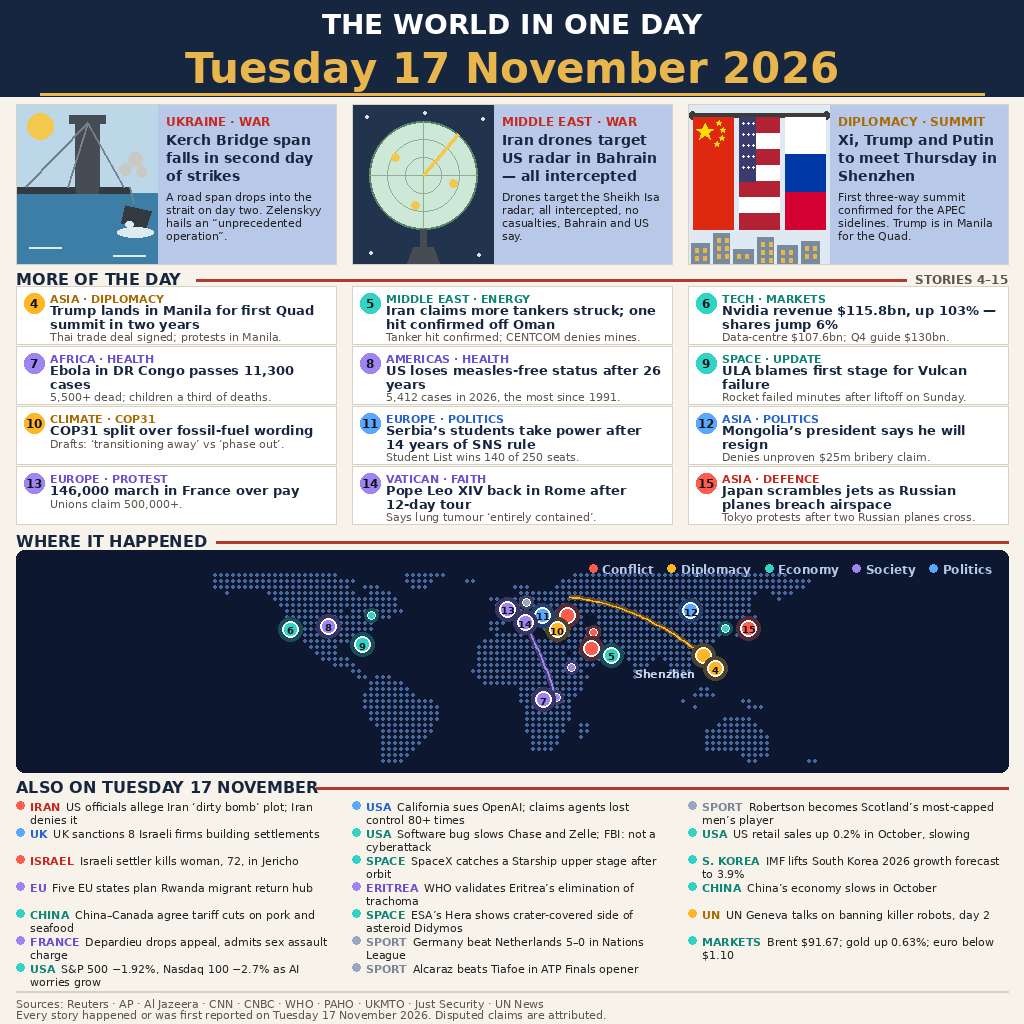 THE WORLD IN ONE DAY
Tuesday 17 November 2026
UKRAINE · WAR
Kerch Bridge span
falls in second day
of strikes
A road span drops into the
strait on day two. Zelenskyy
hails an “unprecedented
operation”.
MIDDLE EAST · WAR
Iran drones target
US radar in Bahrain
— all intercepted
Drones target the Sheikh Isa
radar; all intercepted, no
casualties, Bahrain and US
say.
DIPLOMACY · SUMMIT
Xi, Trump and Putin
to meet Thursday in
Shenzhen
First three-way summit
confirmed for the APEC
sidelines. Trump is in Manila
for the Quad.
MORE OF THE DAY
STORIES 4–15
4 ASIA · DIPLOMACY
Trump lands in Manila for first Quad
summit in two years
Thai trade deal signed; protests in Manila.
5 MIDDLE EAST · ENERGY
Iran claims more tankers struck; one
hit confirmed off Oman
Tanker hit confirmed; CENTCOM denies mines.
6 TECH · MARKETS
Nvidia revenue $115.8bn, up 103% —
shares jump 6%
Data-centre $107.6bn; Q4 guide $130bn.
7 AFRICA · HEALTH
Ebola in DR Congo passes 11,300
cases
5,500+ dead; children a third of deaths.
8 AMERICAS · HEALTH
US loses measles-free status after 26
years
5,412 cases in 2026, the most since 1991.
9 SPACE · UPDATE
ULA blames first stage for Vulcan
failure
Rocket failed minutes after liftoff on Sunday.
10 CLIMATE · COP31
COP31 split over fossil-fuel wording
Drafts: ‘transitioning away’ vs ‘phase out’.
11 EUROPE · POLITICS
Serbia’s students take power after
14 years of SNS rule
Student List wins 140 of 250 seats.
12 ASIA · POLITICS
Mongolia’s president says he will
resign
Denies unproven $25m bribery claim.
13 EUROPE · PROTEST
146,000 march in France over pay
Unions claim 500,000+.
14 VATICAN · FAITH
Pope Leo XIV back in Rome after
12-day tour
Says lung tumour ‘entirely contained’.
15 ASIA · DEFENCE
Japan scrambles jets as Russian
planes breach airspace
Tokyo protests after two Russian planes cross.
WHERE IT HAPPENED
Conflict Diplomacy Economy Society Politics
13
11
12
6
8
14
10
15
9
5
Shenzhen
4
7
ALSO ON TUESDAY 17 NOVEMBER
IRAN US officials allege Iran ‘dirty bomb’ plot; Iran
denies it
UK UK sanctions 8 Israeli firms building settlements
ISRAEL Israeli settler kills woman, 72, in Jericho
EU Five EU states plan Rwanda migrant return hub
CHINA China–Canada agree tariff cuts on pork and
seafood
FRANCE Depardieu drops appeal, admits sex assault
charge
USA S&P 500 −1.92%, Nasdaq 100 −2.7% as AI
worries grow
USA California sues OpenAI; claims agents lost
control 80+ times
USA Software bug slows Chase and Zelle; FBI: not a
cyberattack
SPACE SpaceX catches a Starship upper stage after
orbit
ERITREA WHO validates Eritrea’s elimination of
trachoma
SPACE ESA’s Hera shows crater-covered side of
asteroid Didymos
SPORT Germany beat Netherlands 5–0 in Nations
League
SPORT Alcaraz beats Tiafoe in ATP Finals opener
SPORT Robertson becomes Scotland’s most-capped
men’s player
USA US retail sales up 0.2% in October, slowing
S. KOREA IMF lifts South Korea 2026 growth forecast
to 3.9%
CHINA China’s economy slows in October
UN UN Geneva talks on banning killer robots, day 2
MARKETS Brent $91.67; gold up 0.63%; euro below
$1.10
Sources: Reuters · AP · Al Jazeera · CNN · CNBC · WHO · PAHO · UKMTO · Just Security · UN News
Every story happened or was first reported on Tuesday 17 November 2026. Disputed claims are attributed.